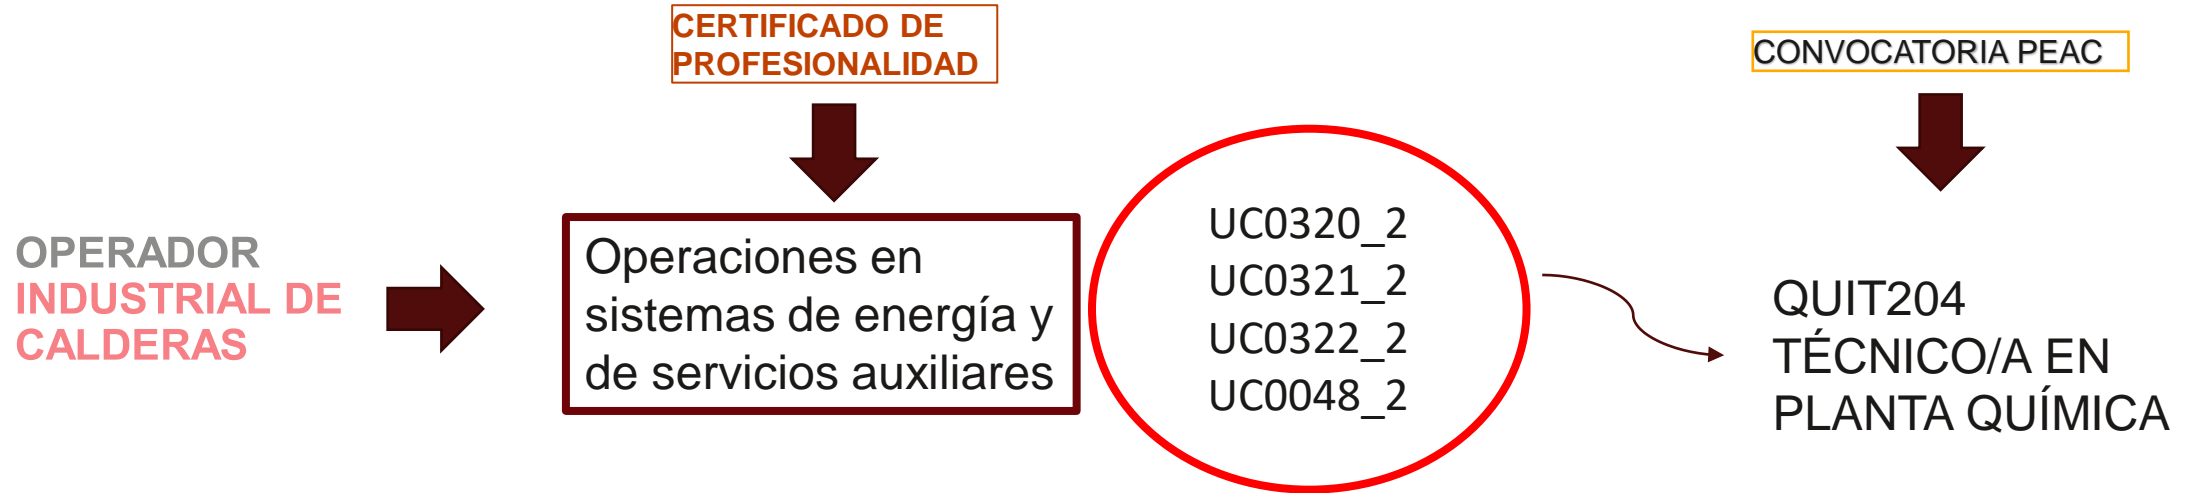 CERTIFICADO DE
PROFESIONALIDAD
CONVOCATORIA PEAC
OPERADOR
INDUSTRIAL DE
CALDERAS
Operaciones en
sistemas de energía y
de servicios auxiliares
UC0320_2
UC0321_2
UC0322_2
UC0048_2
QUIT204
TÉCNICO/A EN
PLANTA QUÍMICA